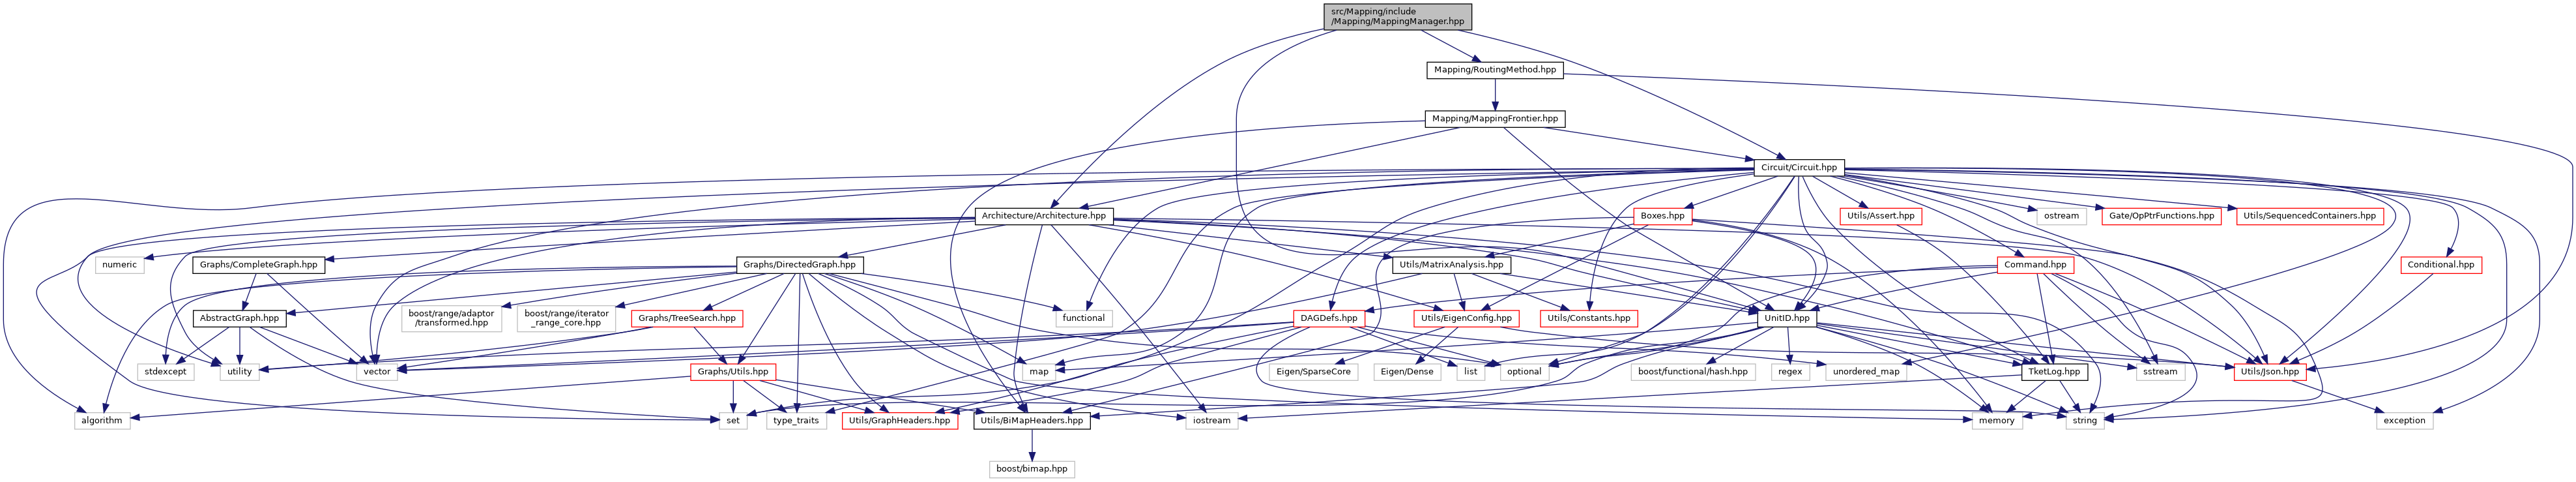 src/Mapping/include
/Mapping/MappingManager.hpp
Mapping/RoutingMethod.hpp
Mapping/MappingFrontier.hpp
Circuit/Circuit.hpp
Architecture/Architecture.hpp
Boxes.hpp
Utils/Assert.hpp
ostream
Gate/OpPtrFunctions.hpp
Utils/SequencedContainers.hpp
numeric
Graphs/CompleteGraph.hpp
Graphs/DirectedGraph.hpp
Utils/MatrixAnalysis.hpp
Command.hpp
Conditional.hpp
AbstractGraph.hpp
boost/range/adaptor
/transformed.hpp
boost/range/iterator
_range_core.hpp
Graphs/TreeSearch.hpp
functional
DAGDefs.hpp
Utils/EigenConfig.hpp
Utils/Constants.hpp
UnitID.hpp
stdexcept
utility
vector
Graphs/Utils.hpp
map
Eigen/SparseCore
Eigen/Dense
list
optional
boost/functional/hash.hpp
regex
unordered_map
TketLog.hpp
sstream
Utils/Json.hpp
algorithm
set
type_traits
Utils/GraphHeaders.hpp
Utils/BiMapHeaders.hpp
iostream
memory
string
exception
boost/bimap.hpp